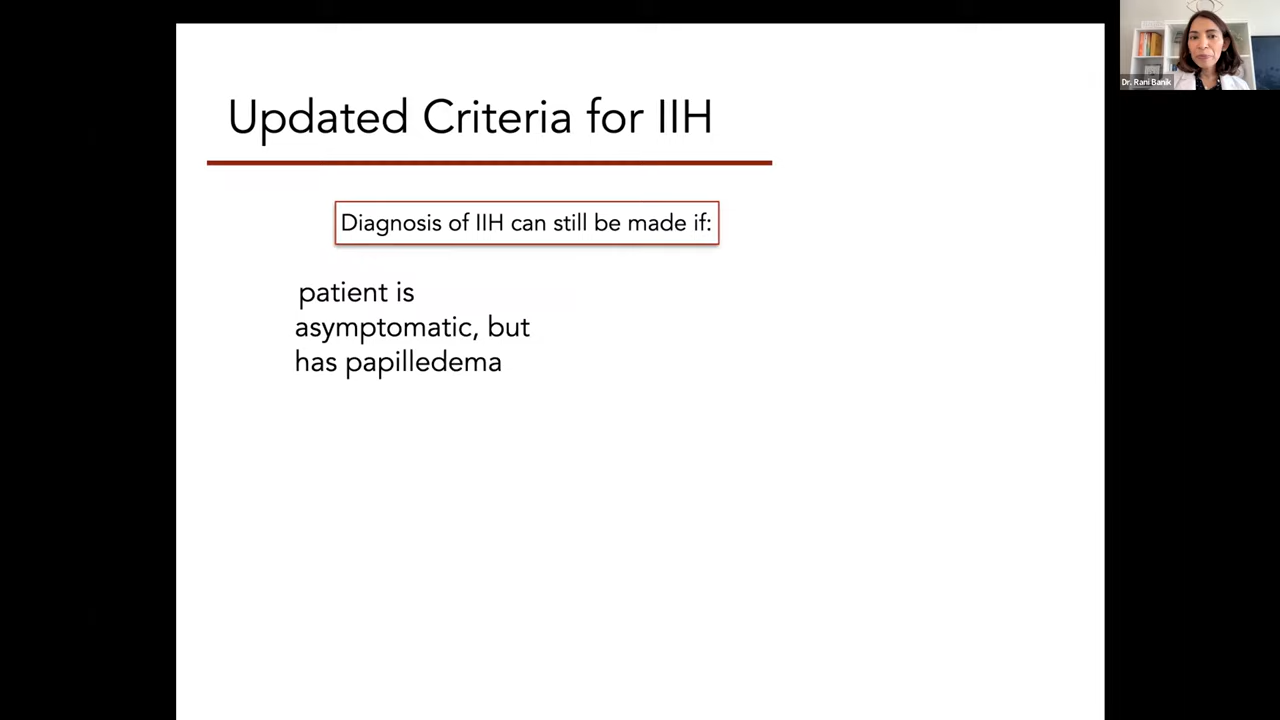 Dr. Rani Banik
Updated Criteria for IIH
Diagnosis of IIH can still be made if:
patient is
asymptomatic, but
has papilledema